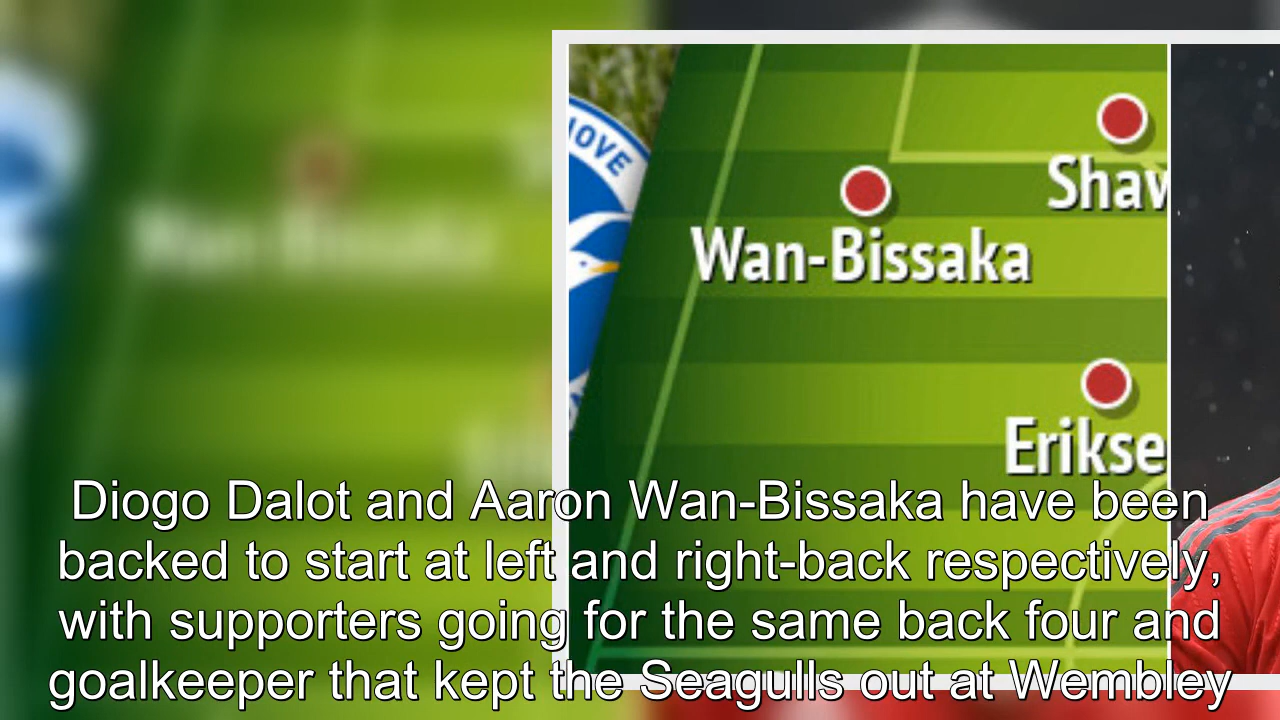 HOVE
Shaw
Wan-Bissaka
Erikse
Diogo Dalot and Aaron Wan-Bissaka have been
backed to start at left and right-back respectively,
with supporters going for the same back four and
goalkeeper that kept the Seagulls out at Wembley